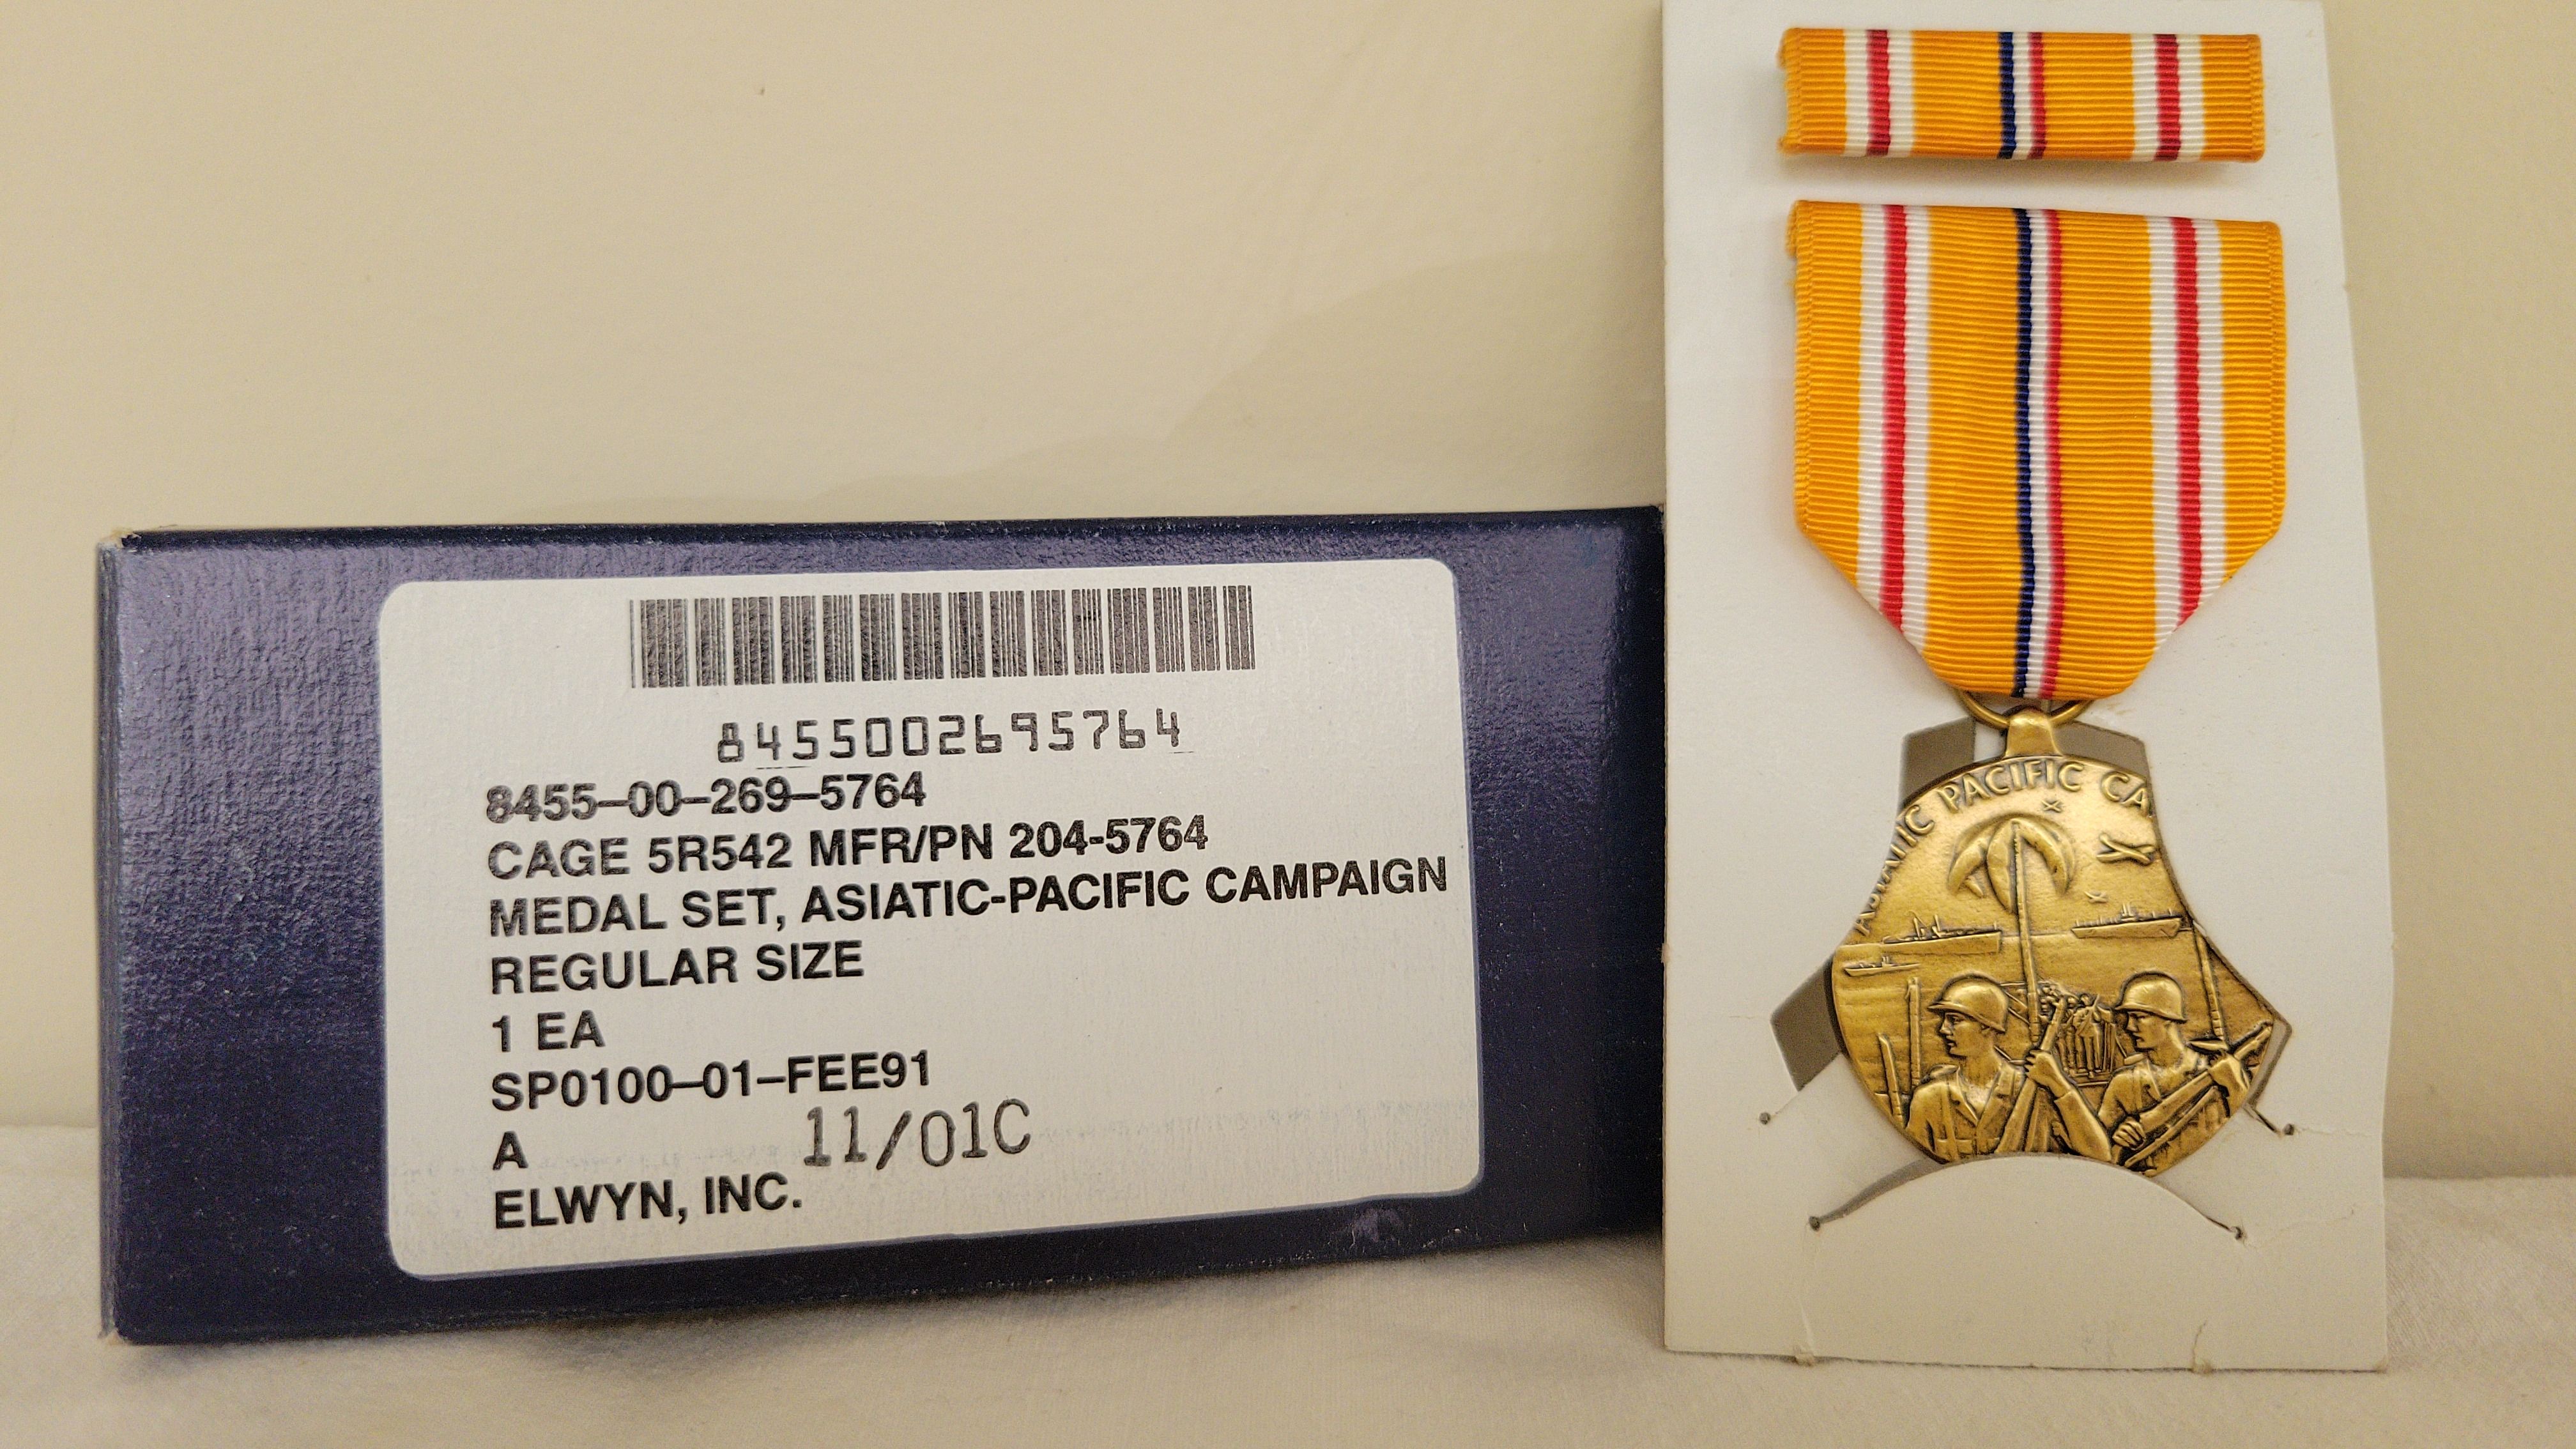 8455002695764
8455–00–269–5764
CAGE 5R542 MFR/PN 204-5764
MEDAL SET, ASIATIC-PACIFIC CAMPAIGN
REGULAR SIZE
1 EA
SP0100–01–FEE91
A 11/01C
ELWYN, INC.
ASIATIC PACIFIC CA